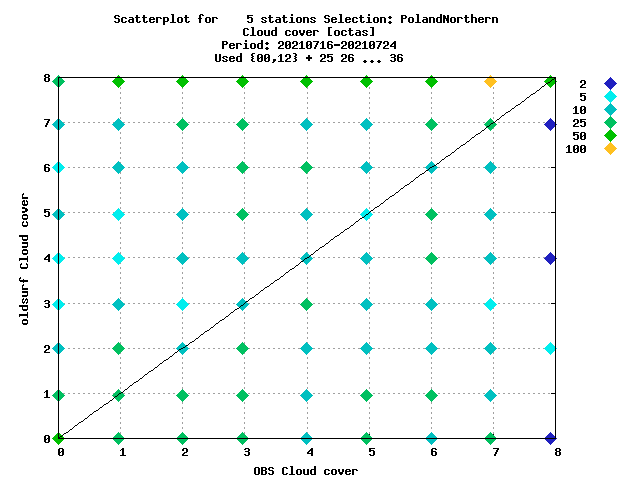 Scatterplot for 5 stations Selection: PolandNorthern
Cloud cover [octas]
Period: 20210716-20210724
Used {00,12} + 25 26 ... 36
8
7
6
5
4
3
2
1
0
oldsurf Cloud cover
0 1 2 3 4 5 6 7 8
OBS Cloud cover
2
5
10
25
50
100